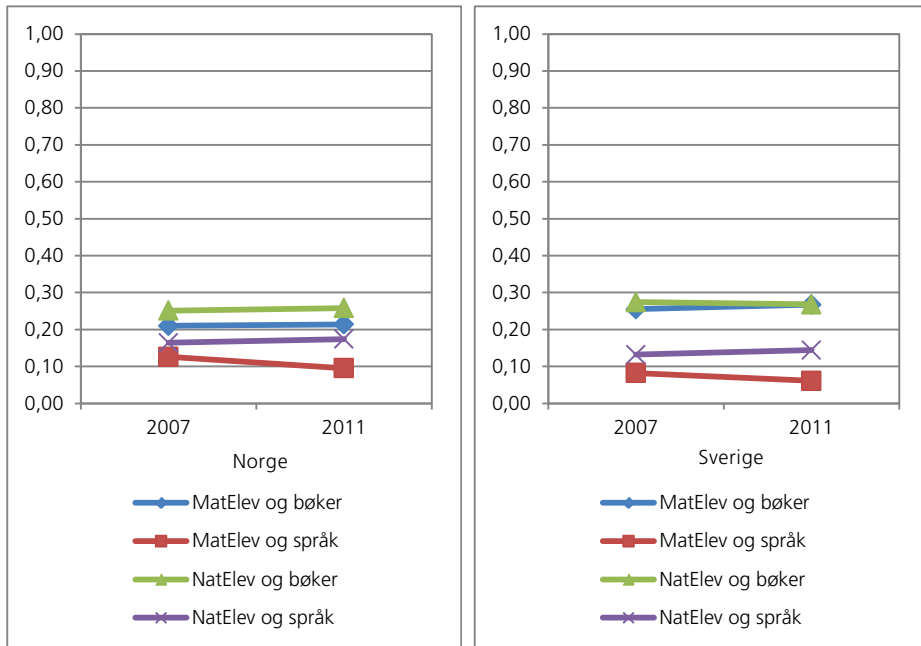 1,00
0,90
0,80
0,70
0,60
0,50
0,40
0,30
0,20
0,10
0,00
2007 2011
Norge
MatElev og bøker
MatElev og språk
NatElev og bøker
NatElev og språk
1,00
0,90
0,80
0,70
0,60
0,50
0,40
0,30
0,20
0,10
0,00
2007 2011
Sverige
MatElev og bøker
MatElev og språk
NatElev og bøker
NatElev og språk